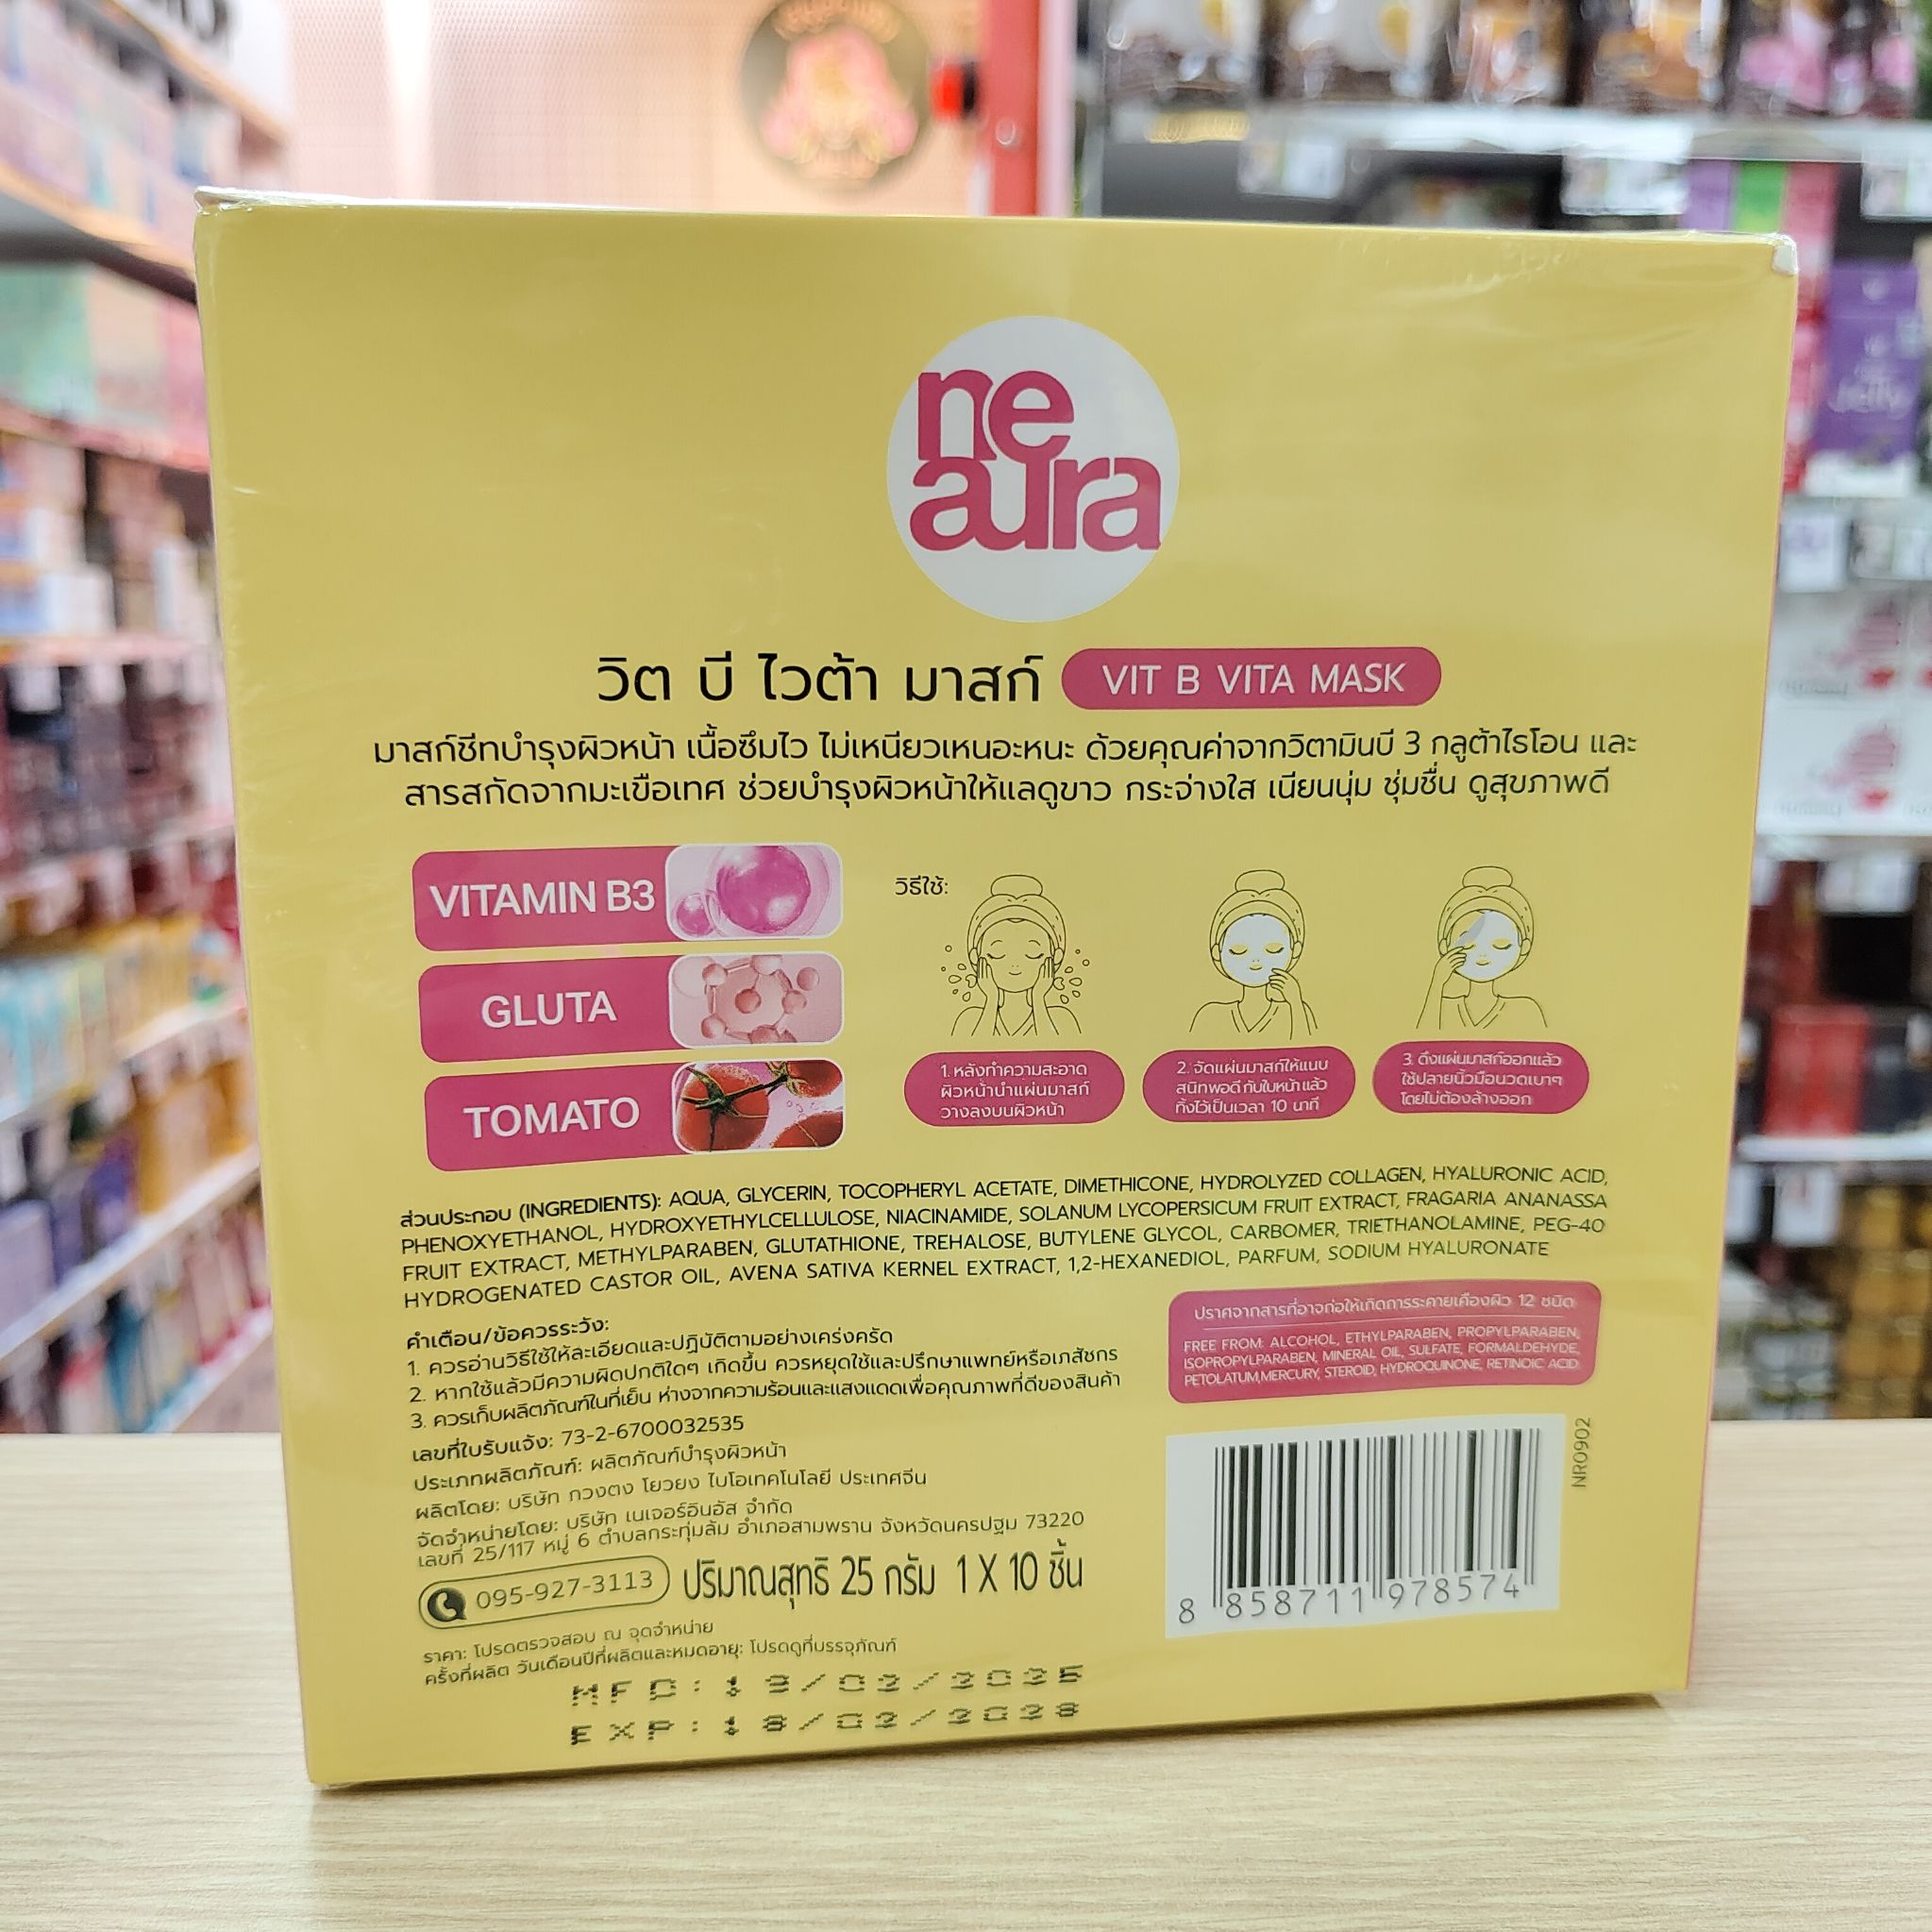 ne
aura
วิต บี ไวต้า มาสก์ VIT B VITA MASK
มาสก์ชีทบำรุงผิวหน้า เนื้อซึมไว ไม่เหนียวเหนอะหนะ ด้วยคุณค่าจากวิตามินบี 3 กลูต้าไธโอน และ
สารสกัดจากมะเขือเทศ ช่วยบำรุงผิวหน้าให้แลดูขาว กระจ่างใส เนียนนุ่ม ชุ่มชื่น ดูสุขภาพดี
VITAMIN B3
GLUTA
TOMATO
วิธีใช้:
1. หลังทำความสะอาด
ผิวหน้านำแผ่นมาสก์
วางลงบนผิวหน้า
2. จัดแผ่นมาสก์ให้แนบ
สนิทพอดีกับใบหน้าแล้ว
ทิ้งไว้เป็นเวลา 10 นาที
3. ดึงแผ่นมาสก์ออกแล้ว
ใช้ปลายนิ้วมือนวดเบาๆ
โดยไม่ต้องล้างออก
ส่วนประกอบ (INGREDIENTS): AQUA, GLYCERIN, TOCOPHERYL ACETATE, DIMETHICONE, HYDROLYZED COLLAGEN, HYALURONIC ACID,
PHENOXYETHANOL, HYDROXYETHYLCELLULOSE, NIACINAMIDE, SOLANUM LYCOPERSICUM FRUIT EXTRACT, FRAGARIA ANANASSA
FRUIT EXTRACT, METHYLPARABEN, GLUTATHIONE, TREHALOSE, BUTYLENE GLYCOL, CARBOMER, TRIETHANOLAMINE, PEG-40
HYDROGENATED CASTOR OIL, AVENA SATIVA KERNEL EXTRACT, 1,2-HEXANEDIOL, PARFUM, SODIUM HYALURONATE
คำเตือน/ข้อควรระวัง:
1. ควรอ่านวิธีใช้ให้ละเอียดและปฏิบัติตามอย่างเคร่งครัด
2. หากใช้แล้วมีความผิดปกติใดๆ เกิดขึ้น ควรหยุดใช้และปรึกษาแพทย์หรือเภสัชกร
3. ควรเก็บผลิตภัณฑ์ในที่เย็น ห่างจากความร้อนและแสงแดดเพื่อคุณภาพที่ดีของสินค้า
เลขที่ใบรับแจ้ง: 73-2-6700032535
ประเภทผลิตภัณฑ์: ผลิตภัณฑ์บำรุงผิวหน้า
ผลิตโดย: บริษัท กวงตง โยวยง ไบโอเทคโนโลยี ประเทศจีน
จัดจำหน่ายโดย: บริษัท เนเจอร์อินอัส จำกัด
เลขที่ 25/117 หมู่ 6 ตำบลกระทุ่มล้ม อำเภอสามพราน จังหวัดนครปฐม 73220
095-927-3113 ปริมาณสุทธิ 25 กรัม 1 X 10 ชิ้น
ราคา: โปรดตรวจสอบ ณ จุดจำหน่าย
ครั้งที่ผลิต วันเดือนปีที่ผลิตและหมดอายุ: โปรดดูที่บรรจุภัณฑ์
MFD: 19/02/2025
EXP: 18/02/2028
ปราศจากสารที่อาจก่อให้เกิดการระคายเคืองผิว 12 ชนิด
FREE FROM: ALCOHOL, ETHYLPARABEN, PROPYLPARABEN,
ISOPROPYLPARABEN, MINERAL OIL, SULFATE, FORMALDEHYDE,
PETOLATUM,MERCURY, STEROID, HYDROQUINONE, RETINOIC ACID
NR0902
8 858711 978574